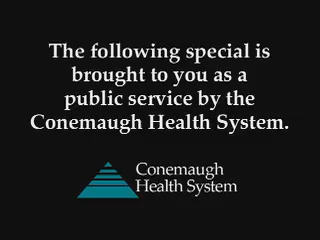 The following special is
brought to you as a
public service by the
Conemaugh Health System.
Conemaugh
Health System